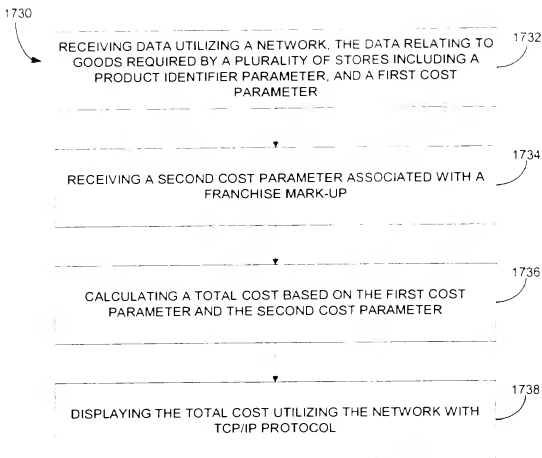 1730
1732
RECEIVING DATA UTILIZING A NETWORK, THE DATA RELATING TO
GOODS REQUIRED BY A PLURALITY OF STORES INCLUDING A
PRODUCT IDENTIFIER PARAMETER, AND A FIRST COST
PARAMETER
1734
RECEIVING A SECOND COST PARAMETER ASSOCIATED WITH A
FRANCHISE MARK-UP
1736
CALCULATING A TOTAL COST BASED ON THE FIRST COST
PARAMETER AND THE SECOND COST PARAMETER
1738
DISPLAYING THE TOTAL COST UTILIZING THE NETWORK WITH
TCP/IP PROTOCOL